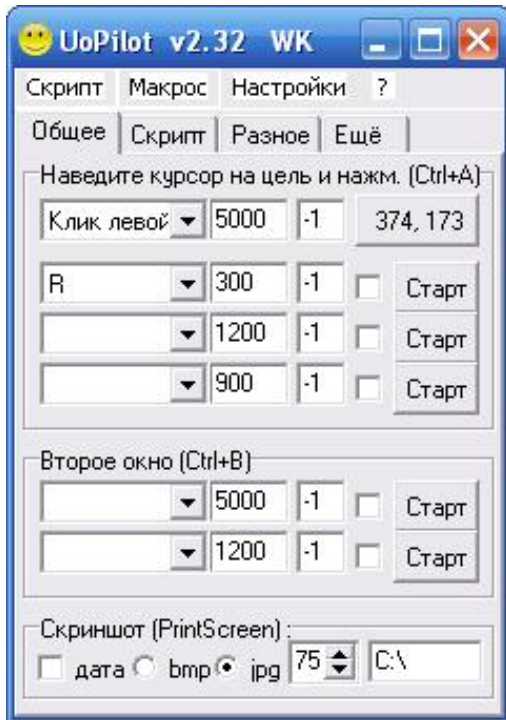 UoPilot v2.32 WK
Скрипт Макрос Настройки ?
Общее Скрипт Разное Ещё
Наведите курсор на цель и нажм. (Ctrl+A)
Клик левой 5000 -1 374, 173
R 300 -1 Старт
1200 -1 Старт
900 -1 Старт
Второе окно (Ctrl+B)
5000 -1 Старт
1200 -1 Старт
Скриншот (PrintScreen) :
дата bmp jpg 75 C:\